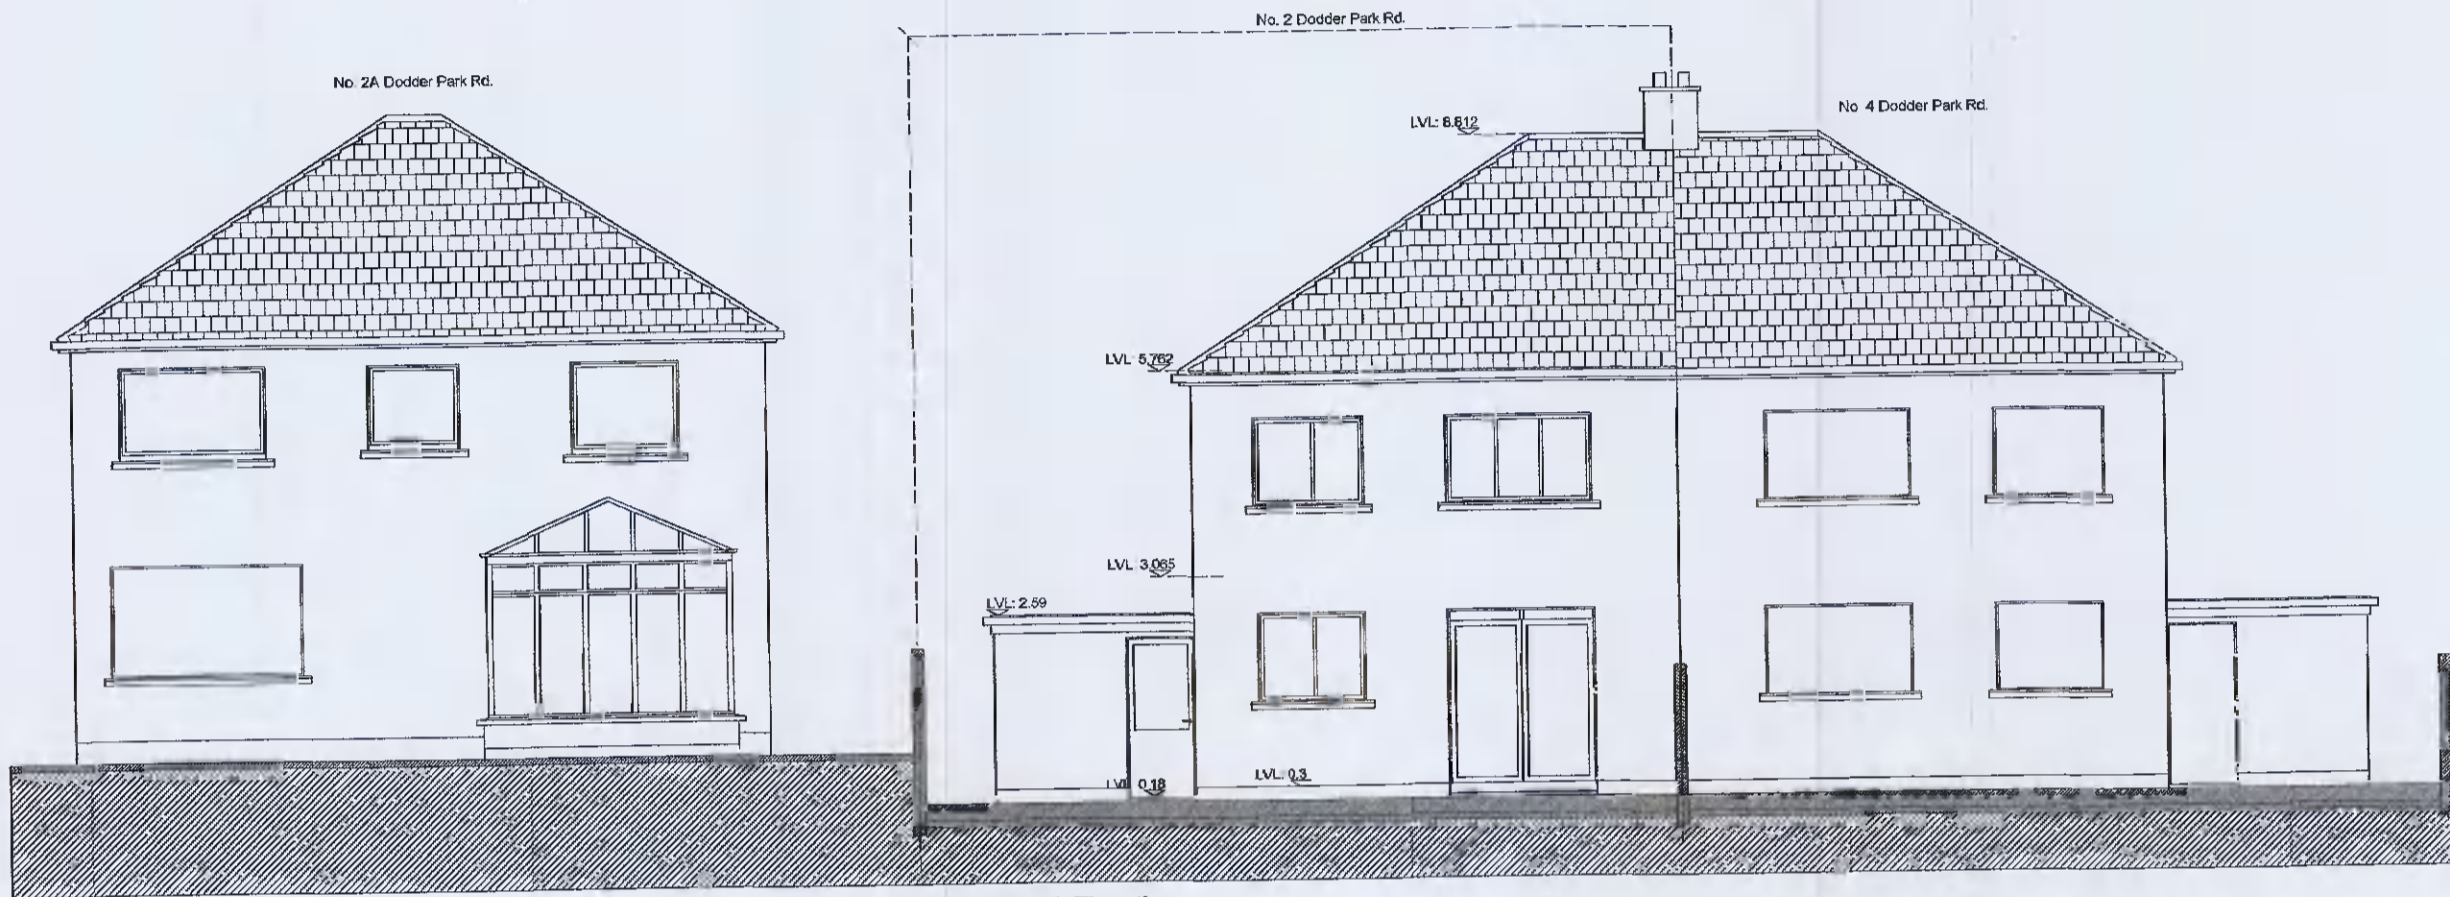 No. 2 Dodder Park Rd.
No. 2A Dodder Park Rd.
No 4 Dodder Park Rd.
LVL: 8.812
LVL 5.762
LVL 3.065
LVL: 2.59
LVL: 0.3
LVL 0.18